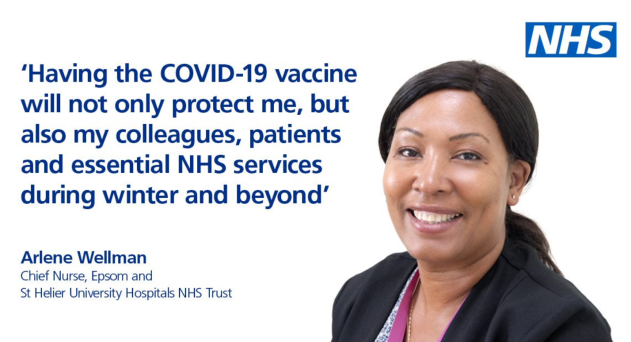 NHS
‘Having the COVID-19 vaccine
will not only protect me, but
also my colleagues, patients
and essential NHS services
during winter and beyond’
Arlene Wellman
Chief Nurse, Epsom and
St Helier University Hospitals NHS Trust